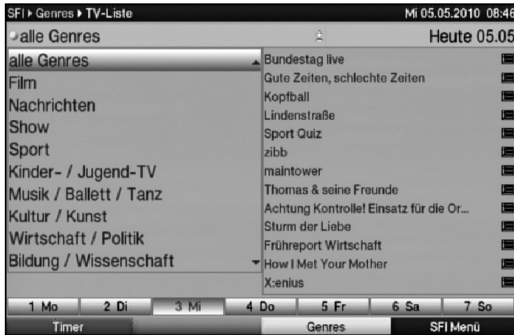 SFI Genres TV-Liste Mi 05.05.2010 08:46
alle Genres Heute 05.05
alle Genres
Film
Nachrichten
Show
Sport
Kinder- / Jugend-TV
Musik / Ballett / Tanz
Kultur / Kunst
Wirtschaft / Politik
Bildung / Wissenschaft
Bundestag live
Gute Zeiten, schlechte Zeiten
Kopfball
Lindenstraße
Sport Quiz
zibb
maintower
Thomas & seine Freunde
Achtung Kontrolle! Einsatz für die Or...
Sturm der Liebe
Frühreport Wirtschaft
How I Met Your Mother
X:enius
1 Mo 2 Di 3 Mi 4 Do 5 Fr 6 Sa 7 So
Timer Genres SFI Menü